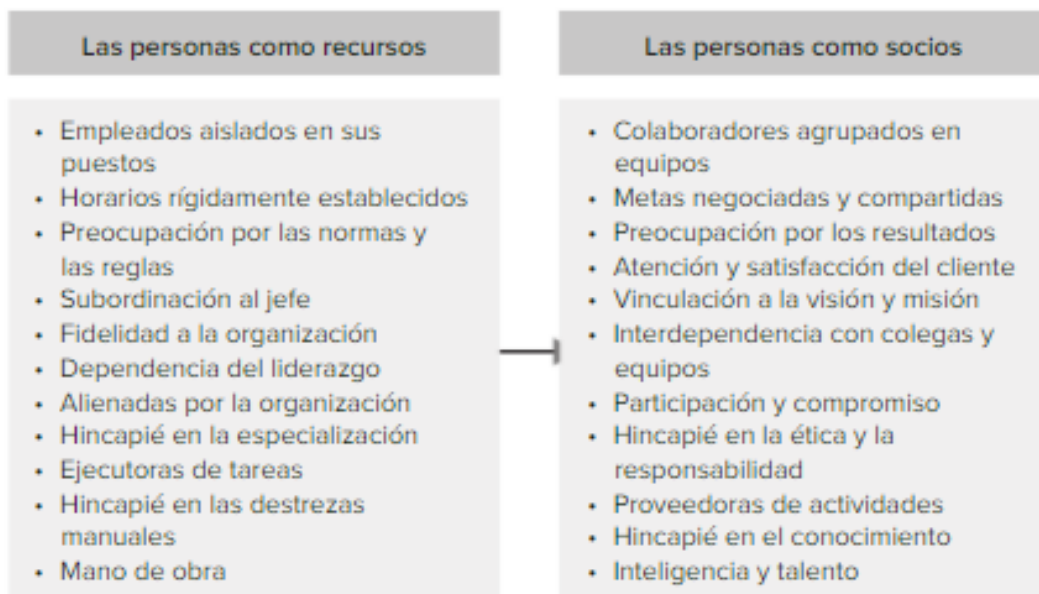 Las personas como recursos
• Empleados aislados en sus
puestos
• Horarios rígidamente establecidos
• Preocupación por las normas y
las reglas
• Subordinación al jefe
• Fidelidad a la organización
• Dependencia del liderazgo
• Alienadas por la organización
• Hincapié en la especialización
• Ejecutoras de tareas
• Hincapié en las destrezas
manuales
• Mano de obra
Las personas como socios
• Colaboradores agrupados en
equipos
• Metas negociadas y compartidas
• Preocupación por los resultados
• Atención y satisfacción del cliente
• Vinculación a la visión y misión
• Interdependencia con colegas y
equipos
• Participación y compromiso
• Hincapié en la ética y la
responsabilidad
• Proveedoras de actividades
• Hincapié en el conocimiento
• Inteligencia y talento